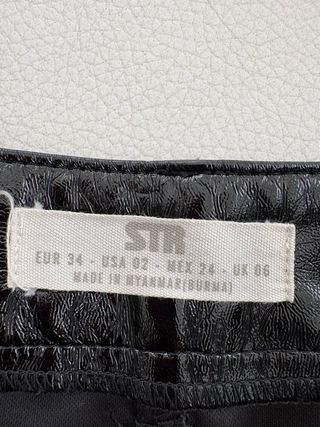 STR
EUR 34 - USA 02 - MEX 24 - UK 06
MADE IN MYANMAR(BURMA)